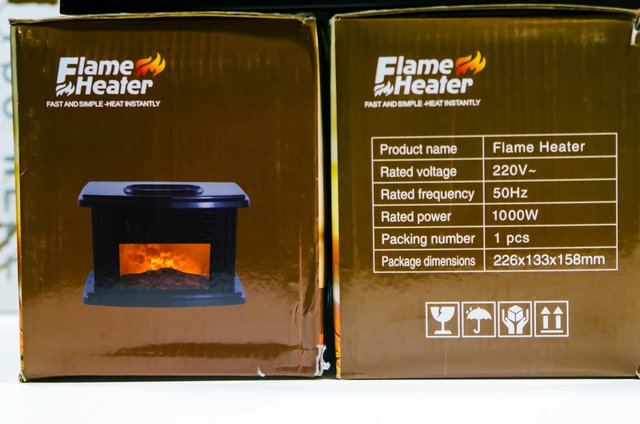 Flame
Heater
FAST AND SIMPLE -HEAT INSTANTLY
Flame
Heater
FAST AND SIMPLE -HEAT INSTANTLY
Product name Flame Heater
Rated voltage 220V~
Rated frequency 50Hz
Rated power 1000W
Packing number 1 pcs
Package dimensions 226x133x158mm